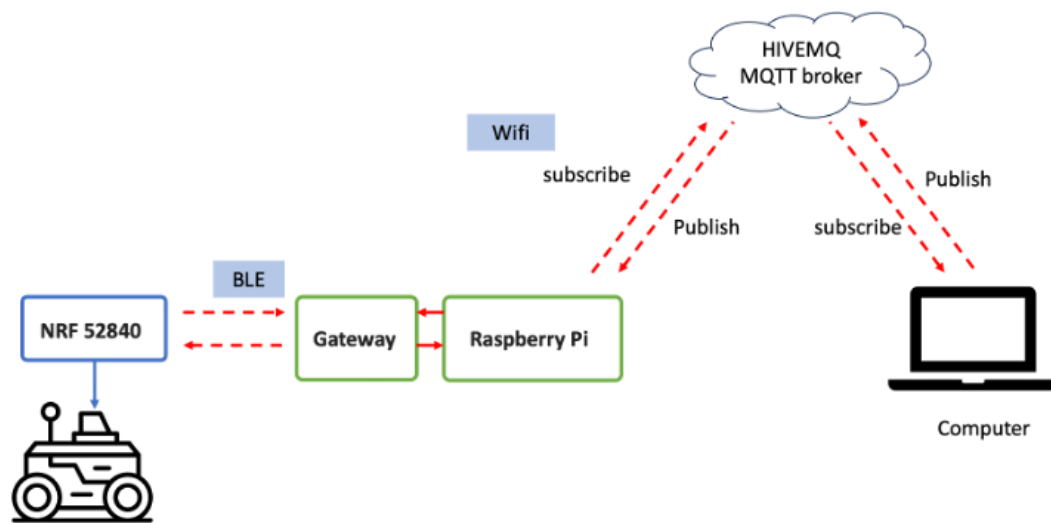 HIVEMQ
MQTT broker
Wifi
subscribe
Publish
Publish
subscribe
BLE
NRF 52840
Gateway
Raspberry Pi
Computer